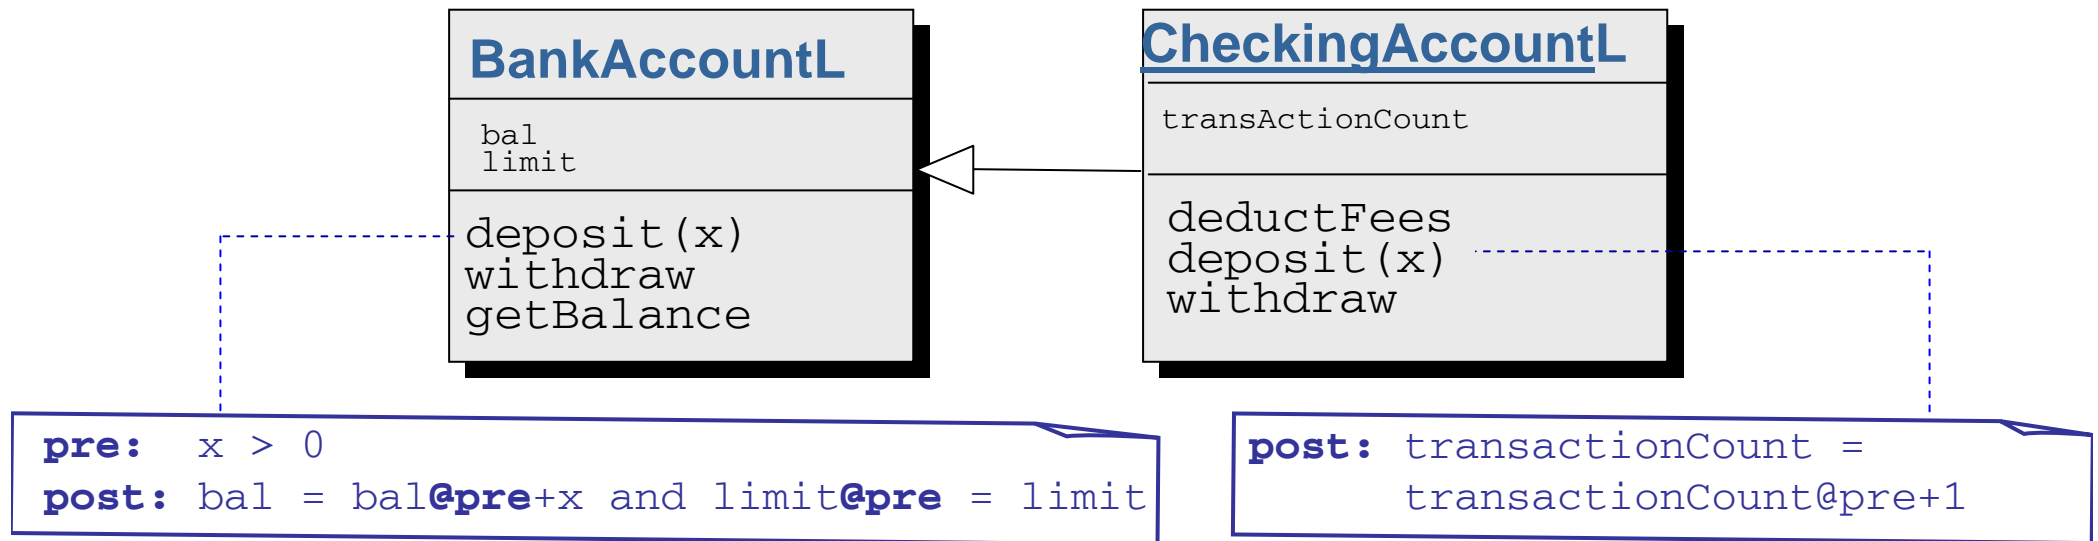 BankAccountL
bal
limit
deposit(x)
withdraw
getBalance
CheckingAccountL
transActionCount
deductFees
deposit(x)
withdraw
pre: x > 0
post: bal = bal@pre+x and limit@pre = limit
post: transactionCount =
transactionCount@pre+1